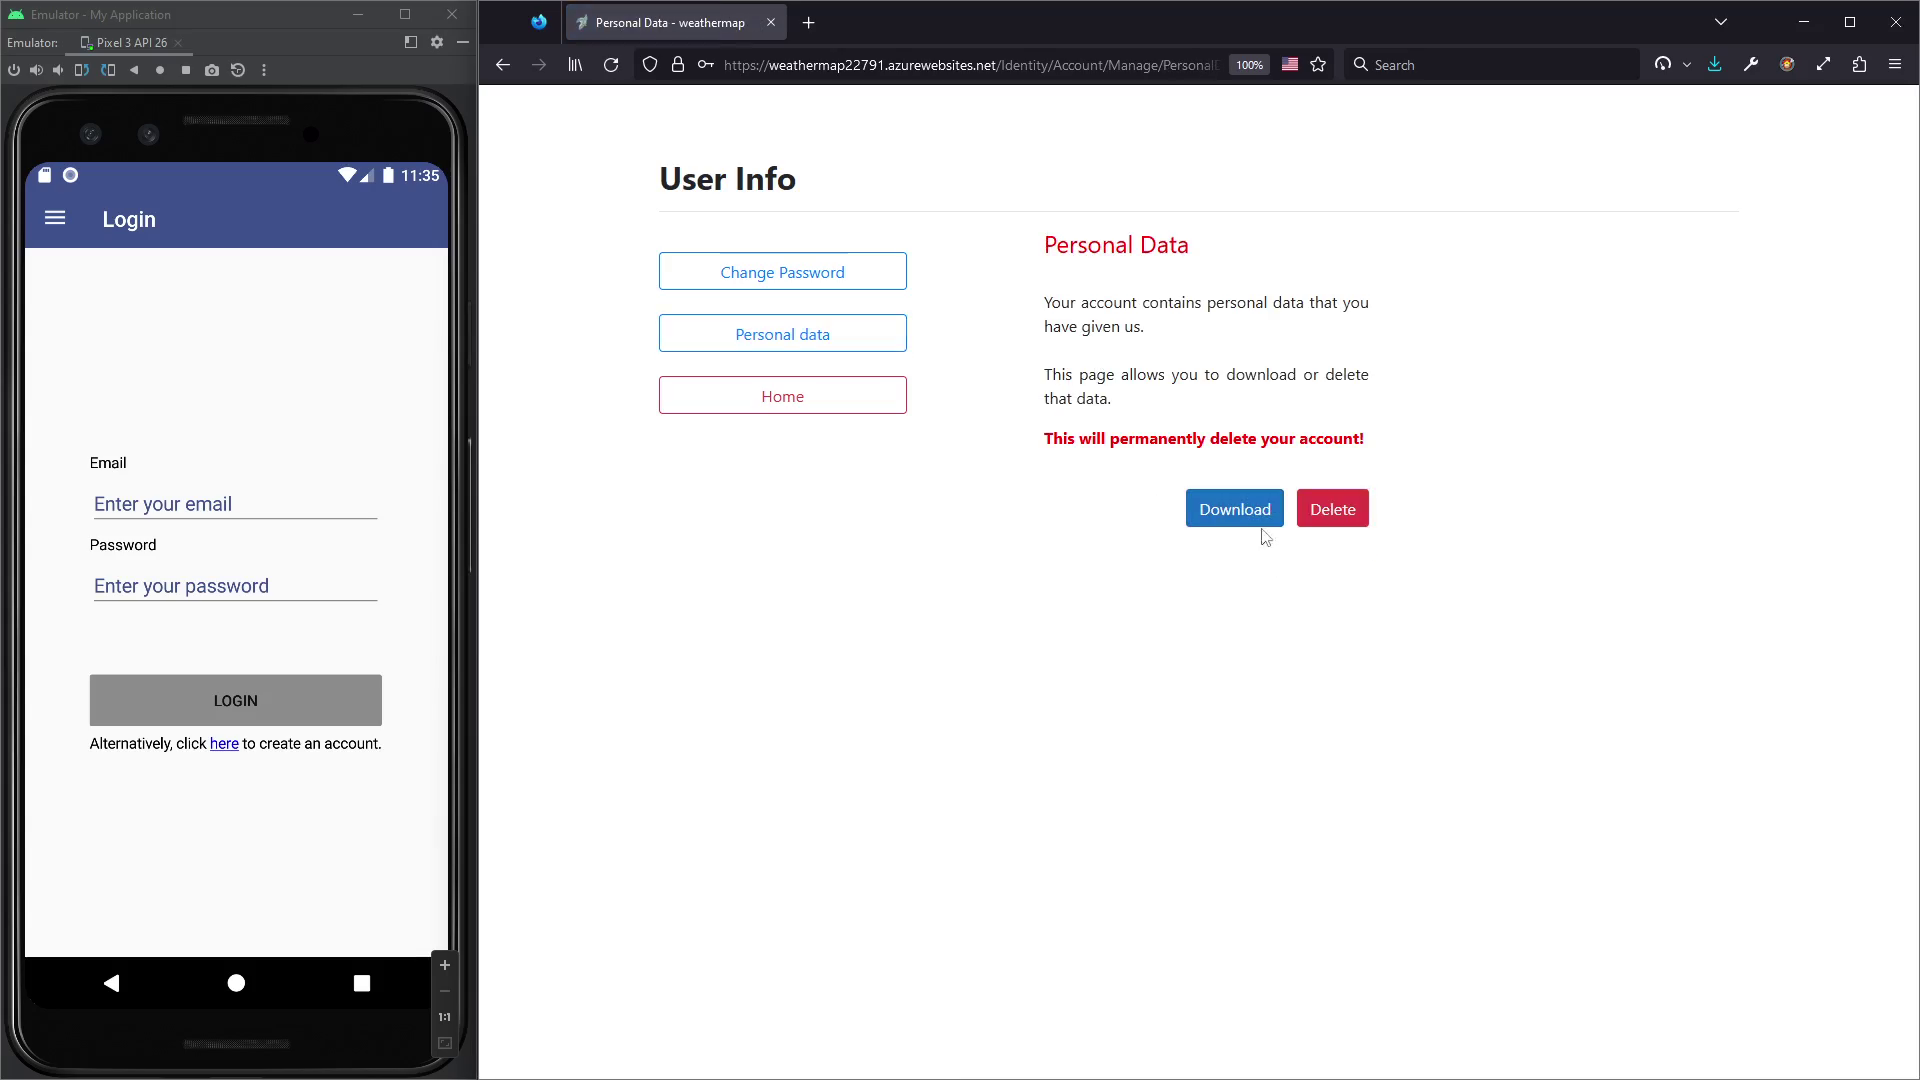 Emulator - My Application
Emulator:
Pixel 3 API 26
11:35
Login
Email
Enter your email
Password
Enter your password
LOGIN
Alternatively, click here to create an account.
1:1
Personal Data - weathermap
https://weathermap22791.azurewebsites.net/Identity/Account/Manage/Personal
100%
Search
User Info
Change Password
Personal data
Home
Personal Data
Your account contains personal data that you
have given us.
This page allows you to download or delete
that data.
This will permanently delete your account!
Download
Delete